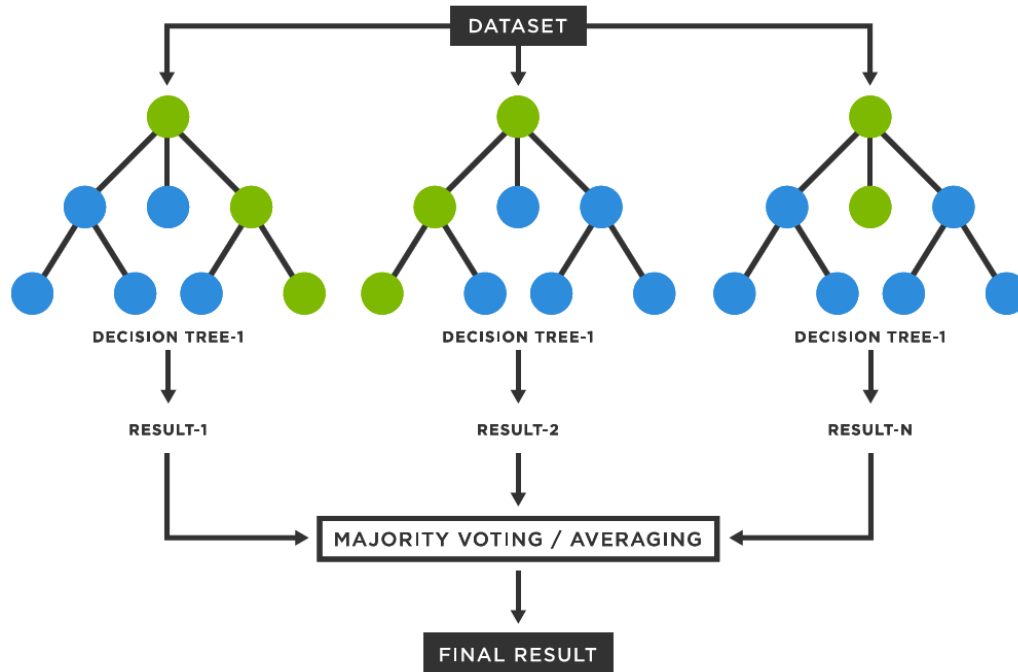 DATASET
DECISION TREE-1
DECISION TREE-1
DECISION TREE-1
RESULT-1
RESULT-2
RESULT-N
MAJORITY VOTING / AVERAGING
FINAL RESULT